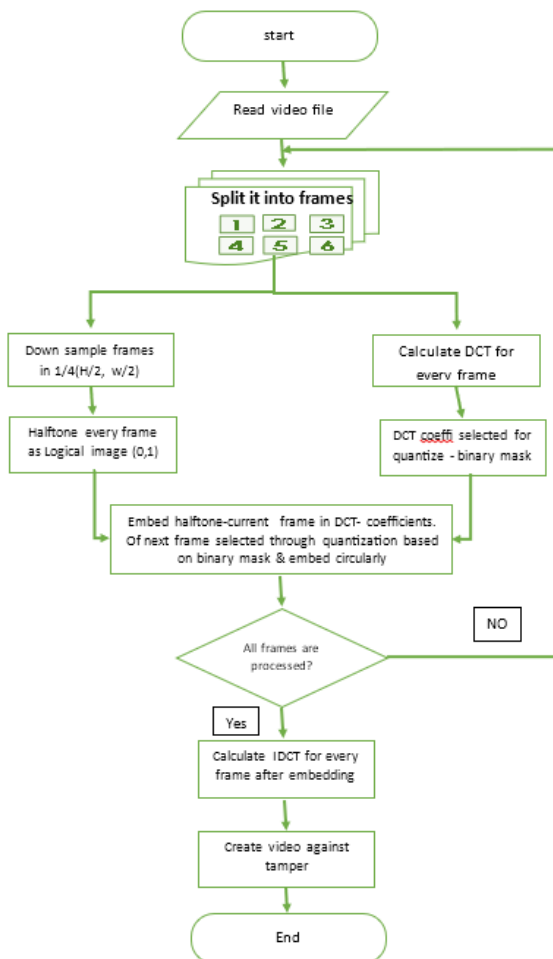 start
Read video file
Split it into frames
1 2 3
4 5 6
Down sample frames
in 1/4(H/2, w/2)
Calculate DCT for
every frame
Halftone every frame
as Logical image (0,1)
DCT coeffi selected for
quantize - binary mask
Embed halftone-current frame in DCT- coefficients.
Of next frame selected through quantization based
on binary mask & embed circularly
NO
All frames are
processed?
Yes
Calculate IDCT for every
frame after embedding
Create video against
tamper
End